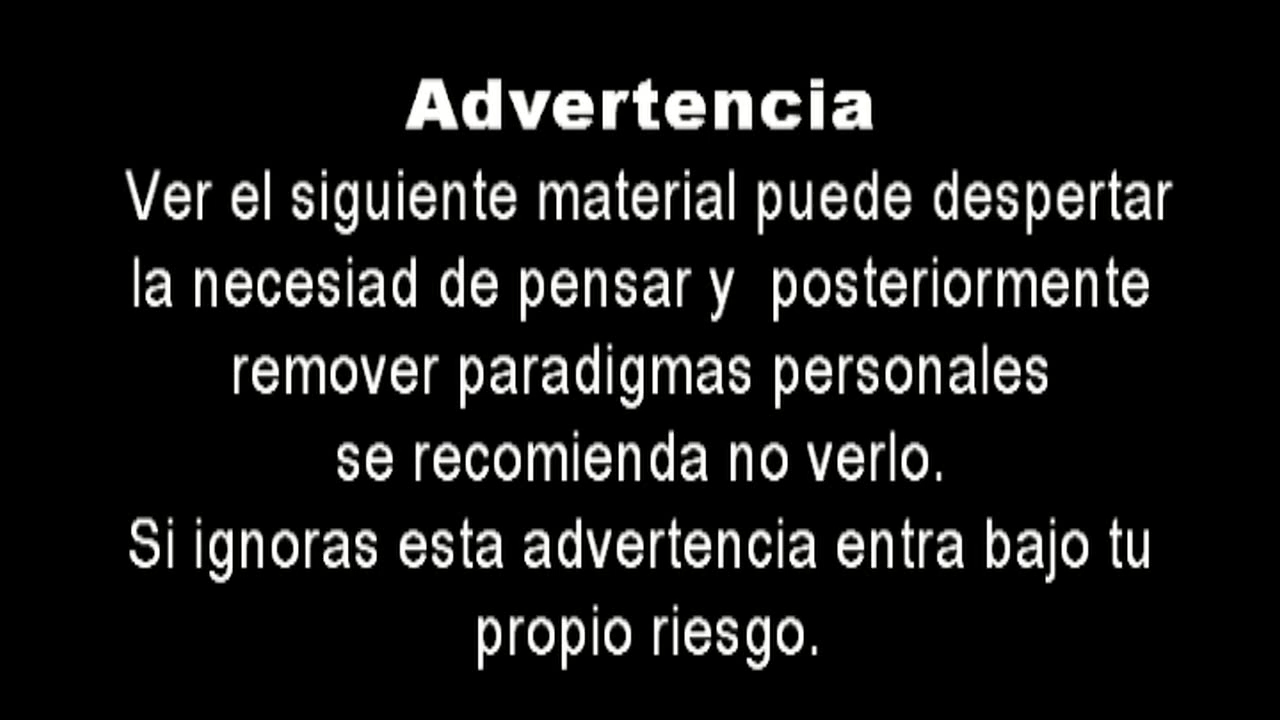 Advertencia
Ver el siguiente material puede despertar
la necesiad de pensar y  posteriormente
remover paradigmas personales
se recomienda no verlo.
Si ignoras esta advertencia entra bajo tu
propio riesgo.